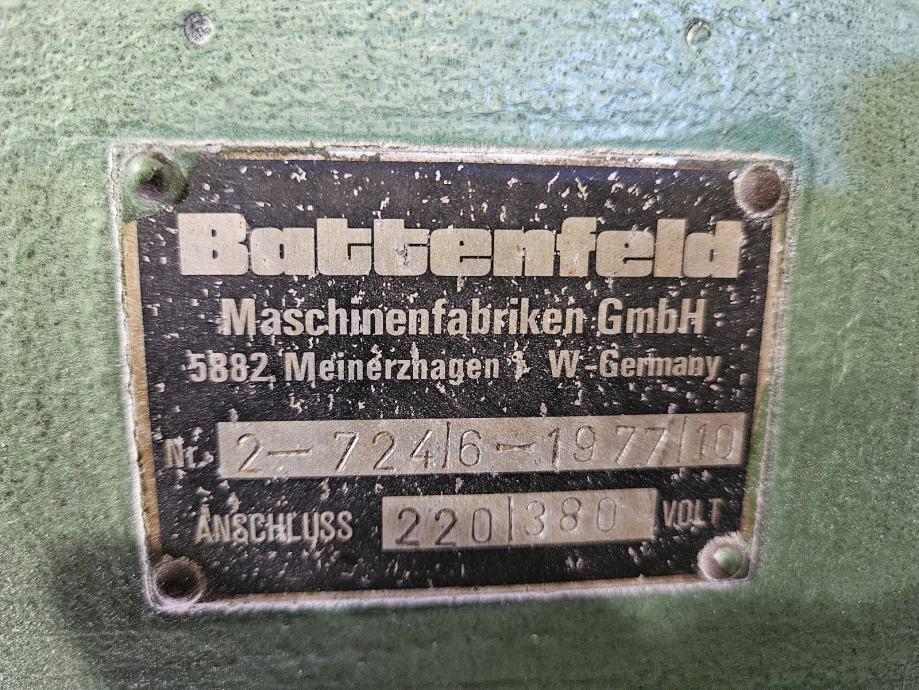 Battenfeld
Maschinenfabriken GmbH
5882 Meinerzhagen 1 W-Germany
Nr. 2-724/6-1977/10
ANSCHLUSS 220/380 VOLT